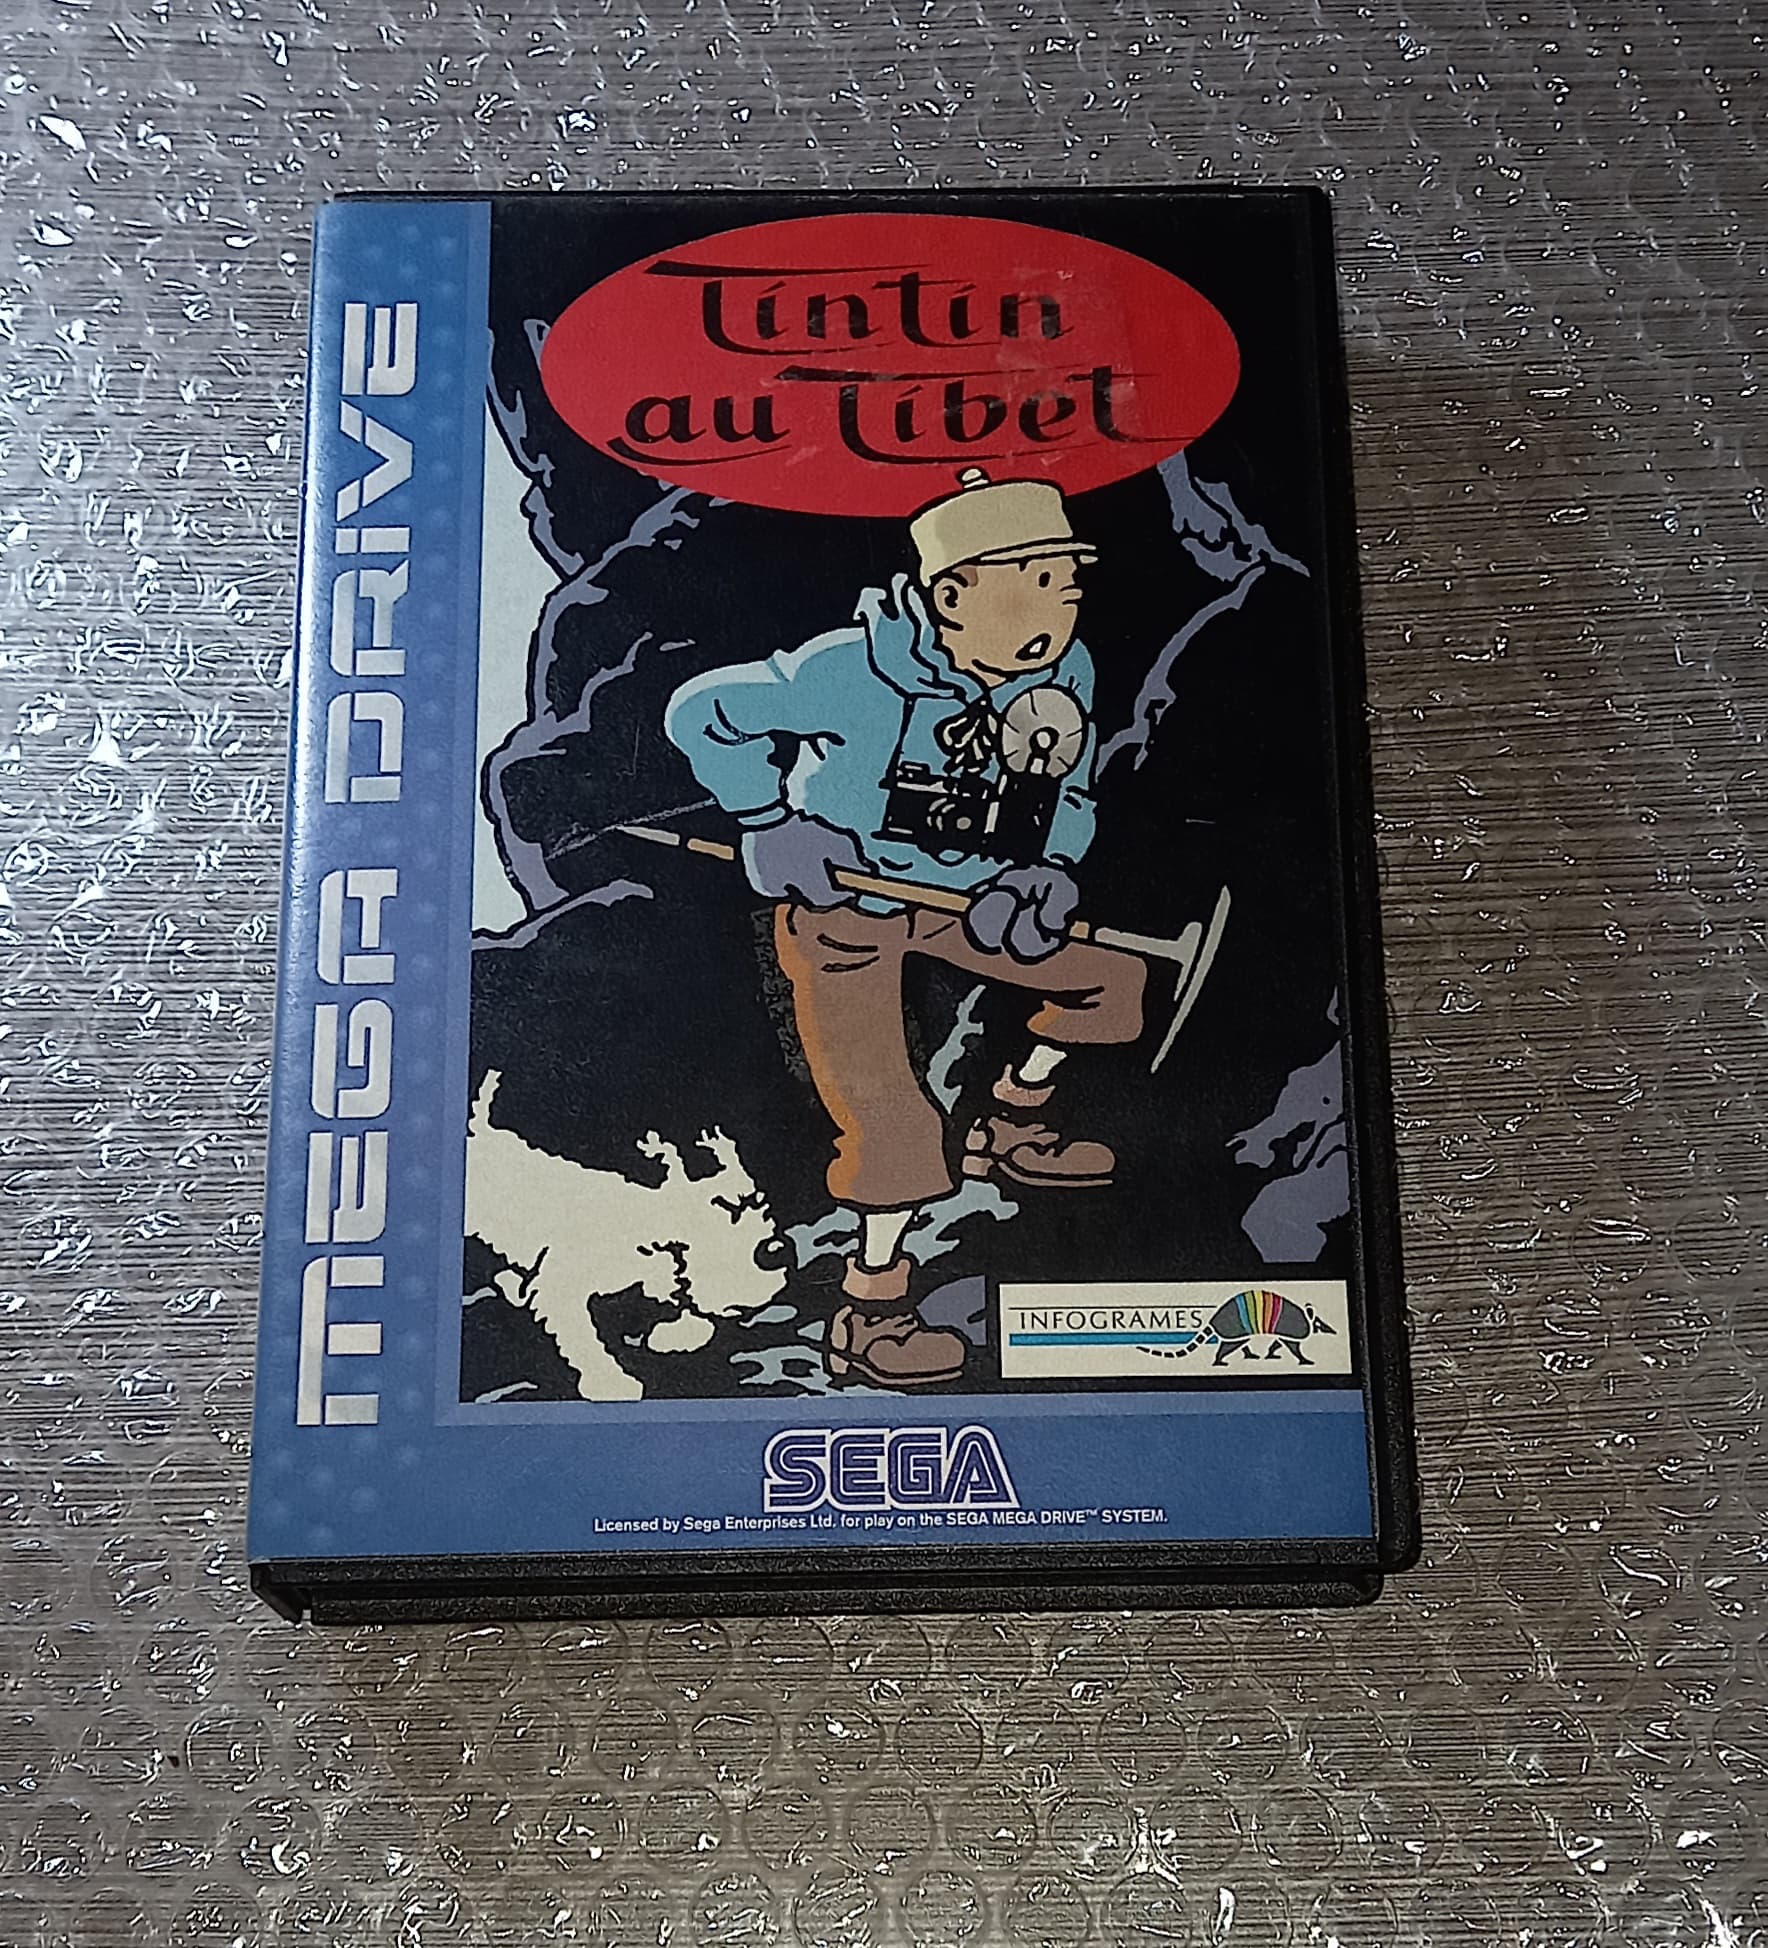 MEGA DRIVE
Tintin
au Tibet
INFOGRAMES
SEGA
Licensed by Sega Enterprises Ltd. for play on the SEGA MEGA DRIVE™ SYSTEM.